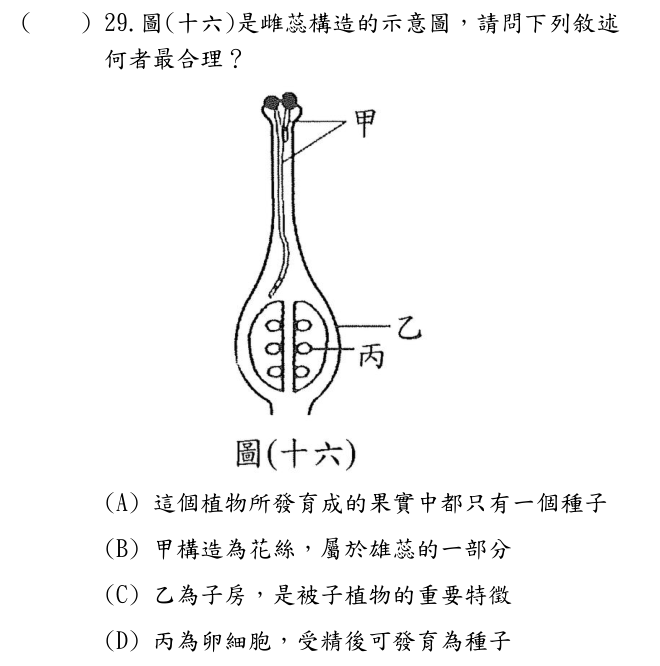 (　　) 29.圖(十六)是雌蕊構造的示意圖，請問下列敘述
何者最合理？
甲
乙
丙
圖(十六)
(A) 這個植物所發育成的果實中都只有一個種子
(B) 甲構造為花絲，屬於雄蕊的一部分
(C) 乙為子房，是被子植物的重要特徵
(D) 丙為卵細胞，受精後可發育為種子